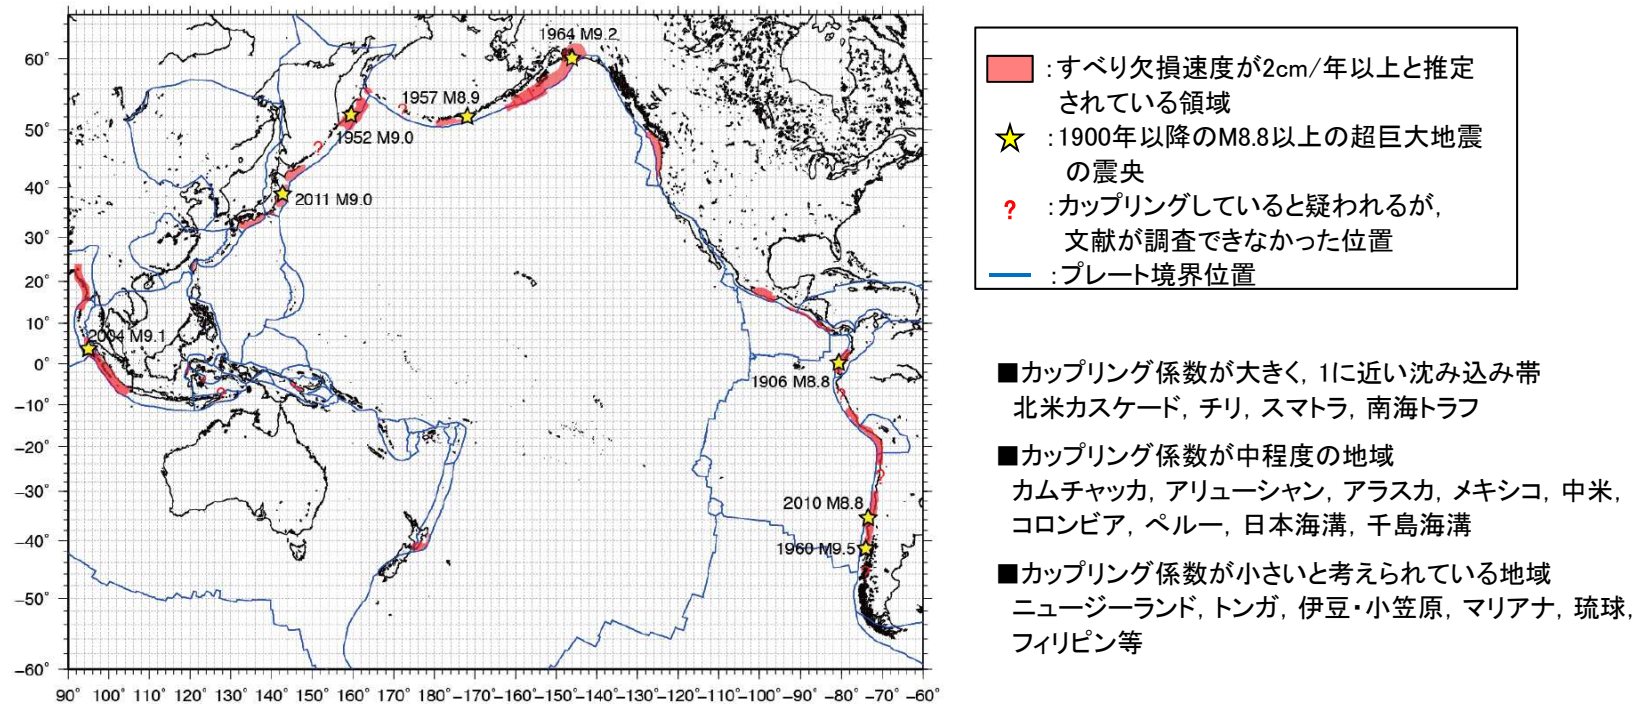 60°
50°
40°
30°
20°
10°
0°
-10°
-20°
-30°
-40°
-50°
-60°
90° 100° 110° 120° 130° 140° 150° 160° 170° 180° -170° -160° -150° -140° -130° -120° -110° -100° -90° -80° -70° -60°
1964 M9.2
1957 M8.9
?
1952 M9.0
?
2011 M9.0
2004 M9.1
?
1906 M8.8
?
?
2010 M8.8
1960 M9.5
?
:すべり欠損速度が2cm/年以上と推定
されている領域
:1900年以降のM8.8以上の超巨大地震
の震央
? :カップリングしていると疑われるが,
文献が調査できなかった位置
:プレート境界位置
■カップリング係数が大きく, 1に近い沈み込み帯
北米カスケード, チリ, スマトラ, 南海トラフ
■カップリング係数が中程度の地域
カムチャッカ, アリューシャン, アラスカ, メキシコ, 中米,
コロンビア, ペルー, 日本海溝, 千島海溝
■カップリング係数が小さいと考えられている地域
ニュージーランド, トンガ, 伊豆・小笠原, マリアナ, 琉球,
フィリピン等